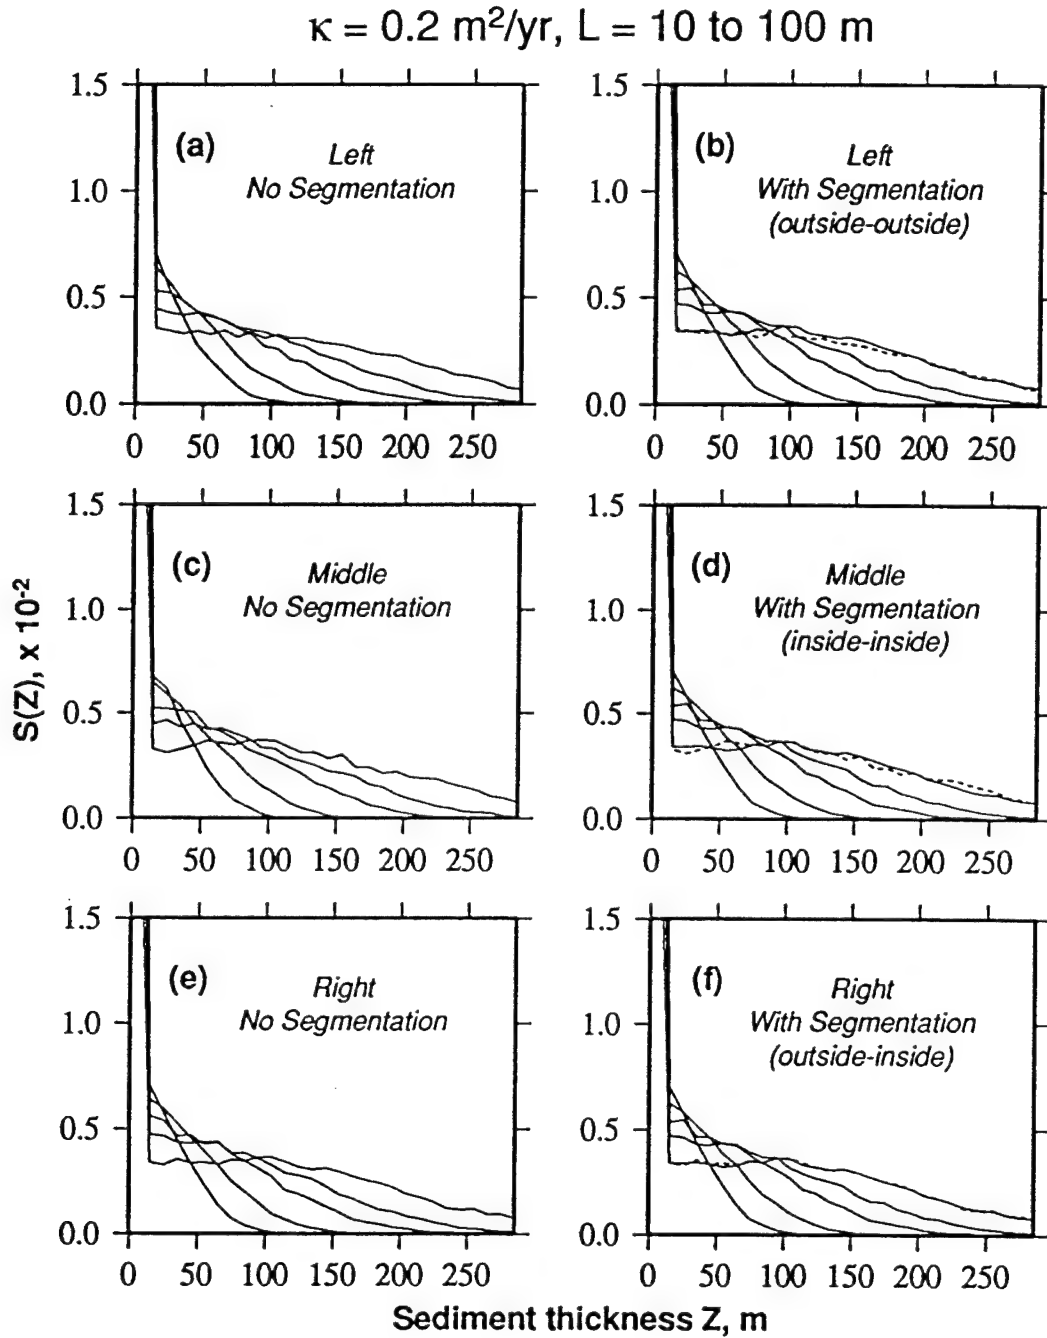 κ = 0.2 m²/yr, L = 10 to 100 m
1.5
1.0
0.5
0.0
(a)
Left
No Segmentation
0 50 100 150 200 250
1.5
1.0
0.5
0.0
(b)
Left
With Segmentation
(outside-outside)
0 50 100 150 200 250
S(Z), x 10⁻²
1.5
1.0
0.5
0.0
(c)
Middle
No Segmentation
0 50 100 150 200 250
1.5
1.0
0.5
0.0
(d)
Middle
With Segmentation
(inside-inside)
0 50 100 150 200 250
1.5
1.0
0.5
0.0
(e)
Right
No Segmentation
0 50 100 150 200 250
1.5
1.0
0.5
0.0
(f)
Right
With Segmentation
(outside-inside)
0 50 100 150 200 250
Sediment thickness Z, m